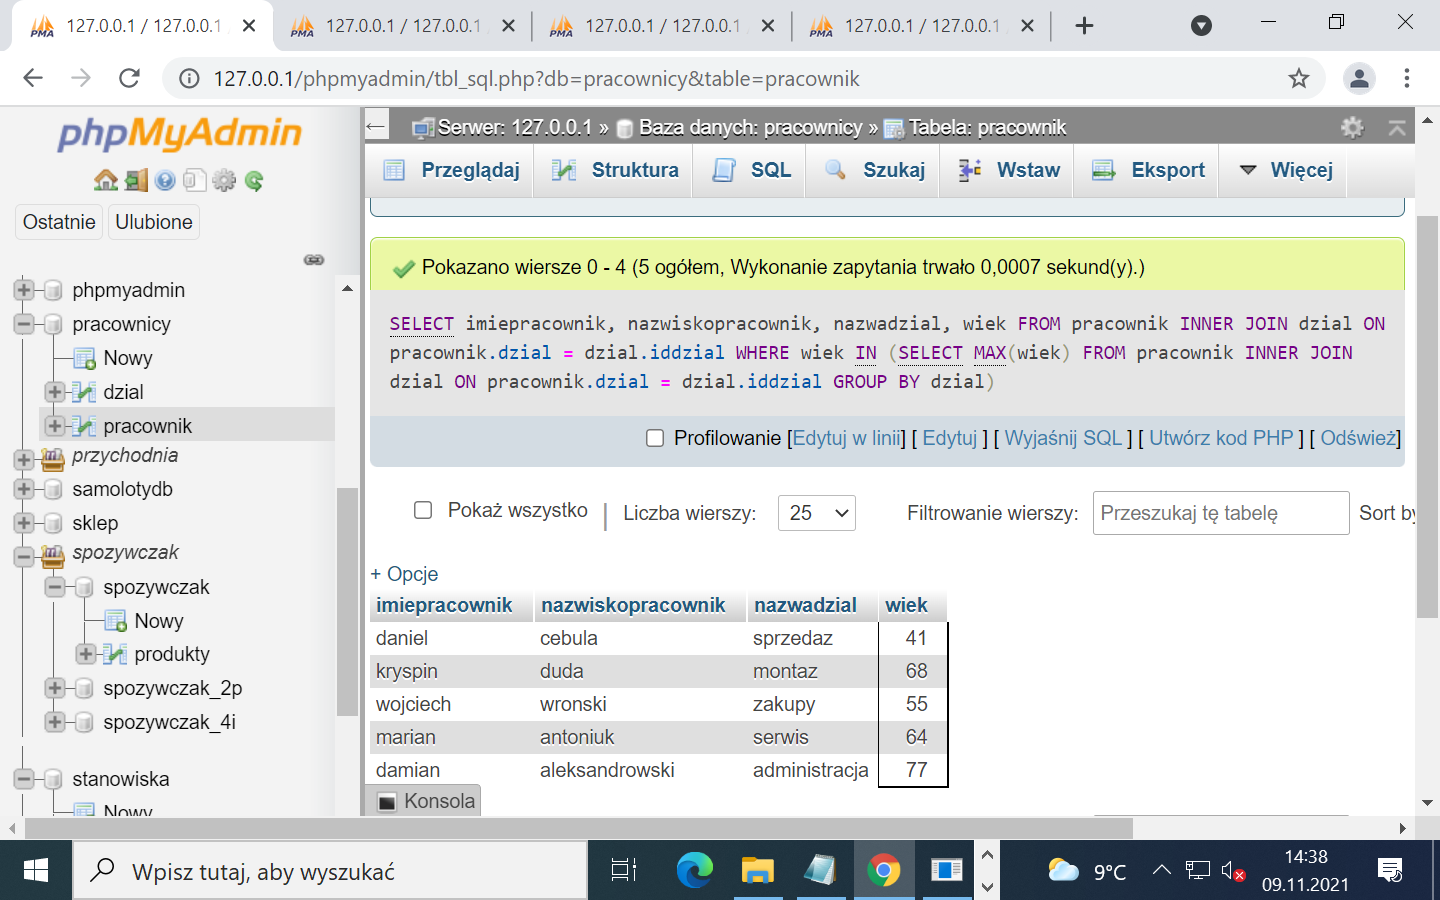 127.0.0.1 / 127.0.0.1
127.0.0.1 / 127.0.0.1
127.0.0.1 / 127.0.0.1
127.0.0.1 / 127.0.0.1
127.0.0.1/phpmyadmin/tbl_sql.php?db=pracownicy&table=pracownik
phpMyAdmin
Ostatnie Ulubione
phpmyadmin
pracownicy
Nowy
dzial
pracownik
przychodnia
samolotydb
sklep
spozywczak
spozywczak
Nowy
produkty
spozywczak_2p
spozywczak_4i
stanowiska
Nowy
Serwer: 127.0.0.1 » Baza danych: pracownicy » Tabela: pracownik
Przeglądaj Struktura SQL Szukaj Wstaw Eksport Więcej
Pokazano wiersze 0 - 4 (5 ogółem, Wykonanie zapytania trwało 0,0007 sekund(y).)
SELECT imiepracownik, nazwiskopracownik, nazwadzial, wiek FROM pracownik INNER JOIN dzial ON
pracownik.dzial = dzial.iddzial WHERE wiek IN (SELECT MAX(wiek) FROM pracownik INNER JOIN
dzial ON pracownik.dzial = dzial.iddzial GROUP BY dzial)
Profilowanie [Edytuj w linii] [ Edytuj ] [ Wyjaśnij SQL ] [ Utwórz kod PHP ] [ Odśwież]
Pokaż wszystko | Liczba wierszy: 25 Filtrowanie wierszy: Przeszukaj tę tabelę Sort by
+ Opcje
imiepracownik nazwiskopracownik nazwadzial wiek
daniel cebula sprzedaz 41
kryspin duda montaz 68
wojciech wronski zakupy 55
marian antoniuk serwis 64
damian aleksandrowski administracja 77
Konsola
Wpisz tutaj, aby wyszukać
9°C
14:38
09.11.2021